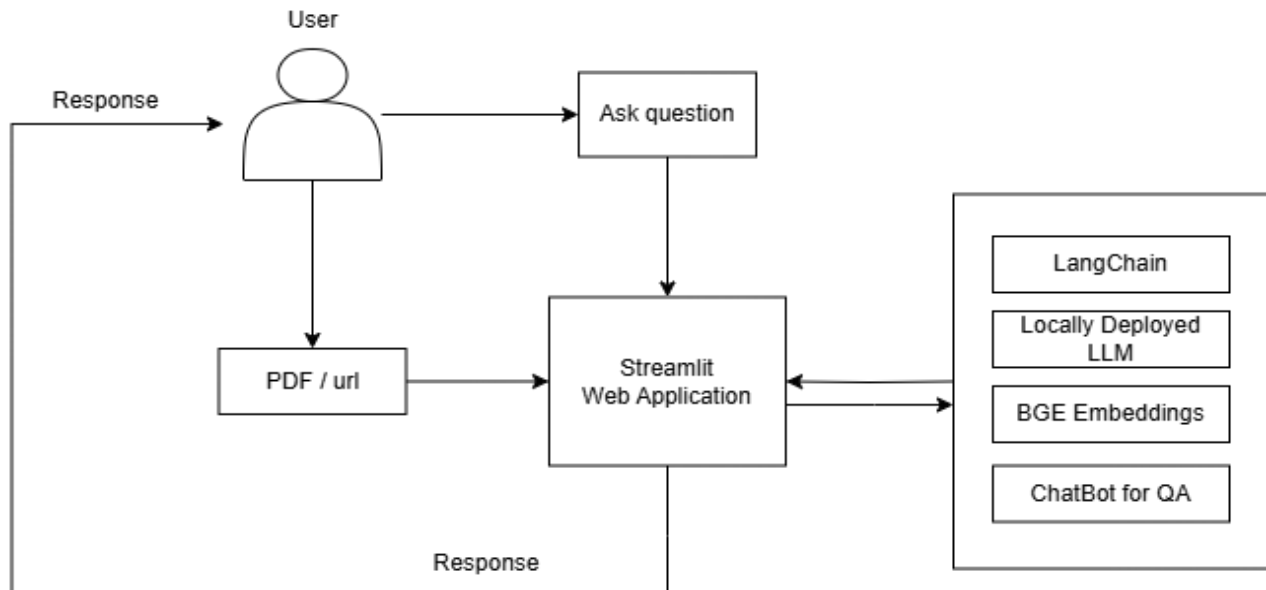 User
Response
Ask question
LangChain
Locally Deployed
LLM
PDF / url
Streamlit
Web Application
BGE Embeddings
ChatBot for QA
Response